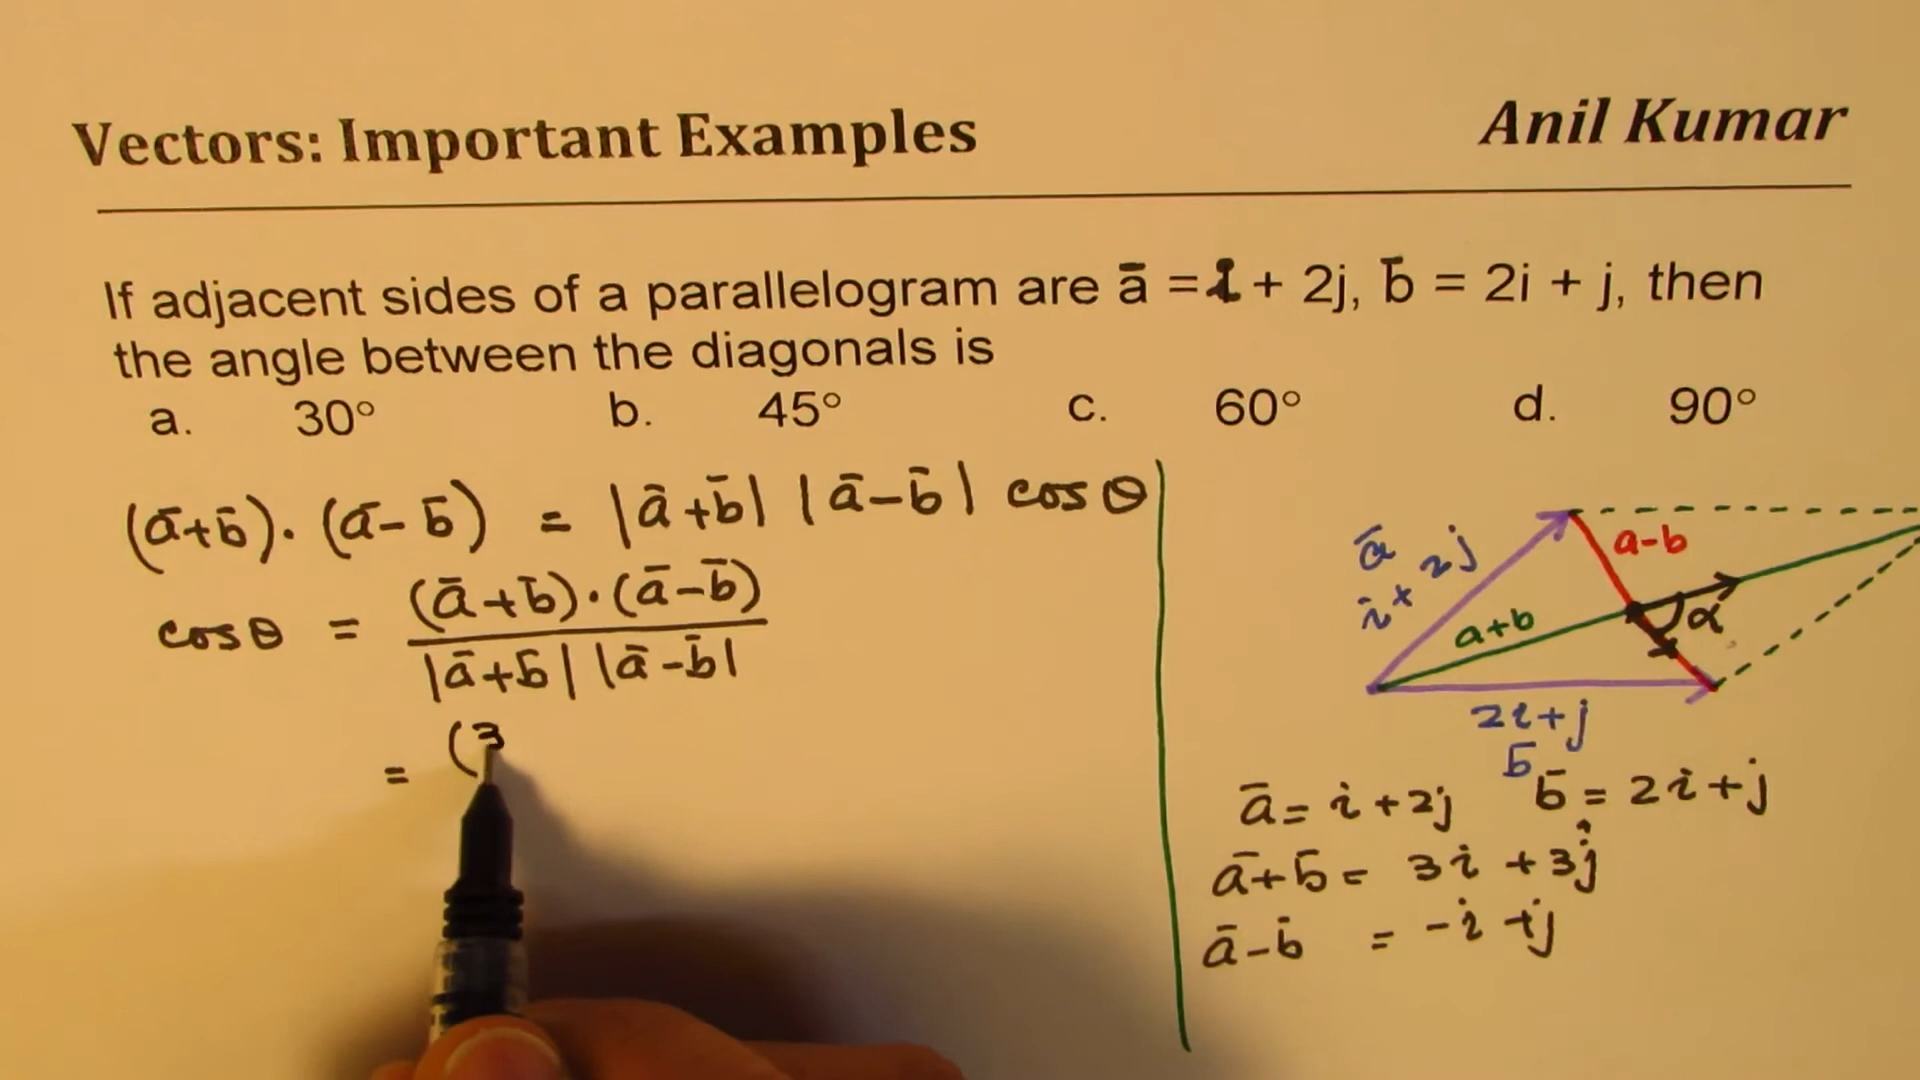 Vectors: Important Examples
Anil Kumar
If adjacent sides of a parallelogram are a̅ = i + 2j, b̅ = 2i + j, then
the angle between the diagonals is
a. 30° b. 45° c. 60° d. 90°
(a̅+b̅)·(a̅-b̅) = |a̅+b̅| |a̅-b̅| cos θ
cos θ = (a̅+b̅)·(a̅-b̅)
|a̅+b̅| |a̅-b̅|
= (3
a̅
i+2j
a-b
a+b
α
2i+j
b̅
a̅ = i+2j b̅ = 2i+j
a̅+b̅ = 3i +3j
a̅-b̅ = -i +j